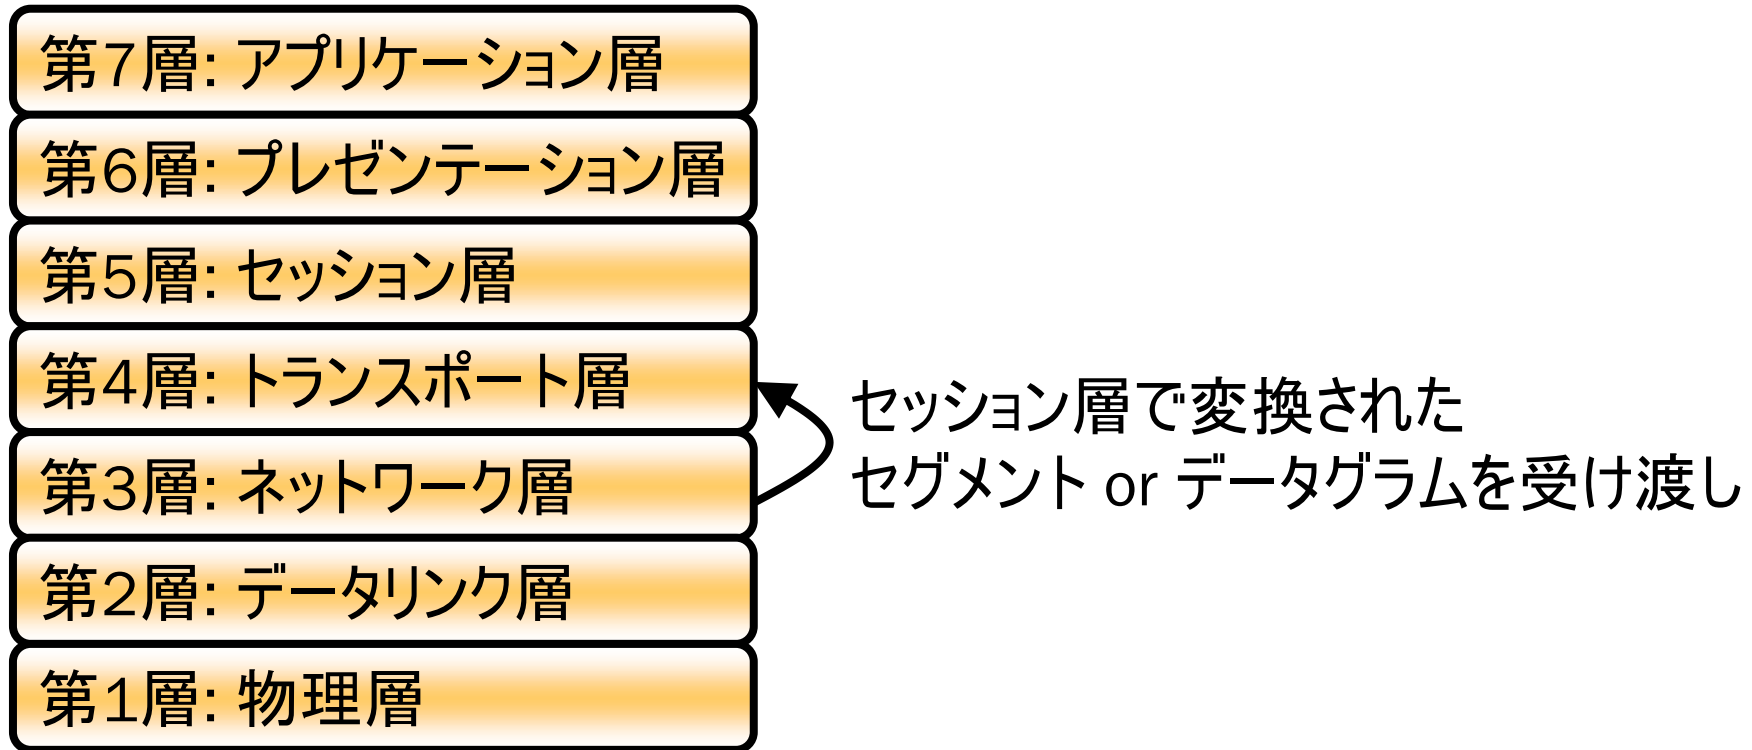 第7層: アプリケーション層
第6層: プレゼンテーション層
第5層: セッション層
第4層: トランスポート層
第3層: ネットワーク層
第2層: データリンク層
第1層: 物理層
セッション層で変換された
セグメント or データグラムを受け渡し